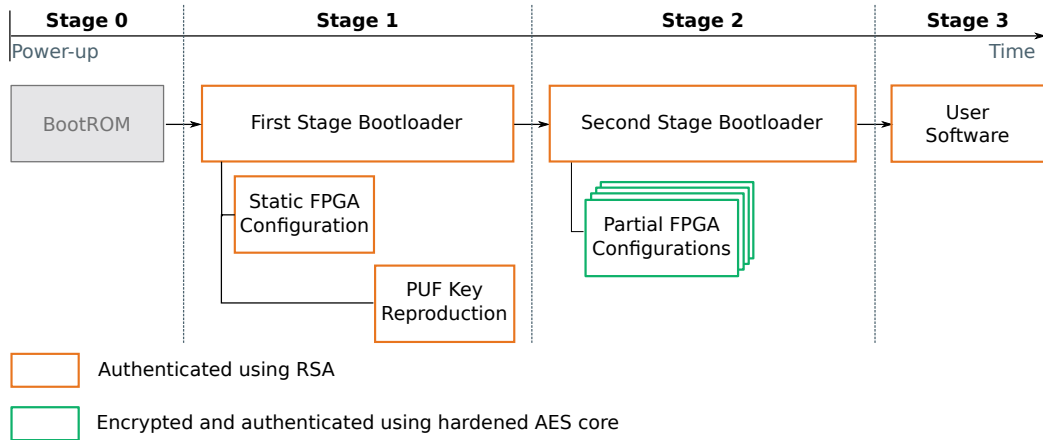 Stage 0
Stage 1
Stage 2
Stage 3
Power-up
Time
BootROM
First Stage Bootloader
Second Stage Bootloader
User
Software
Static FPGA
Configuration
Partial FPGA
Configurations
PUF Key
Reproduction
Authenticated using RSA
Encrypted and authenticated using hardened AES core